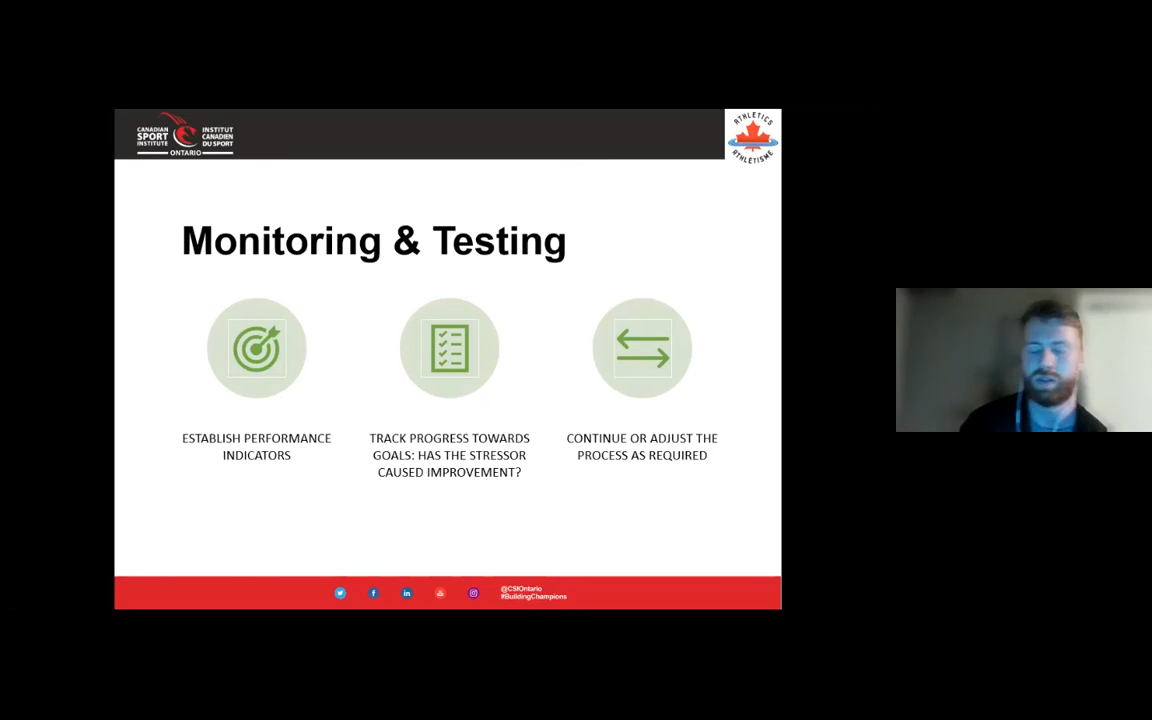 CANADIAN
SPORT
INSTITUTE
INSTITUT
CANADIEN
DU SPORT
ONTARIO
ATHLETICS
ATHLÉTISME
Monitoring & Testing
ESTABLISH PERFORMANCE
INDICATORS
TRACK PROGRESS TOWARDS
GOALS: HAS THE STRESSOR
CAUSED IMPROVEMENT?
CONTINUE OR ADJUST THE
PROCESS AS REQUIRED
@CSIOntario
#BuildingChampions